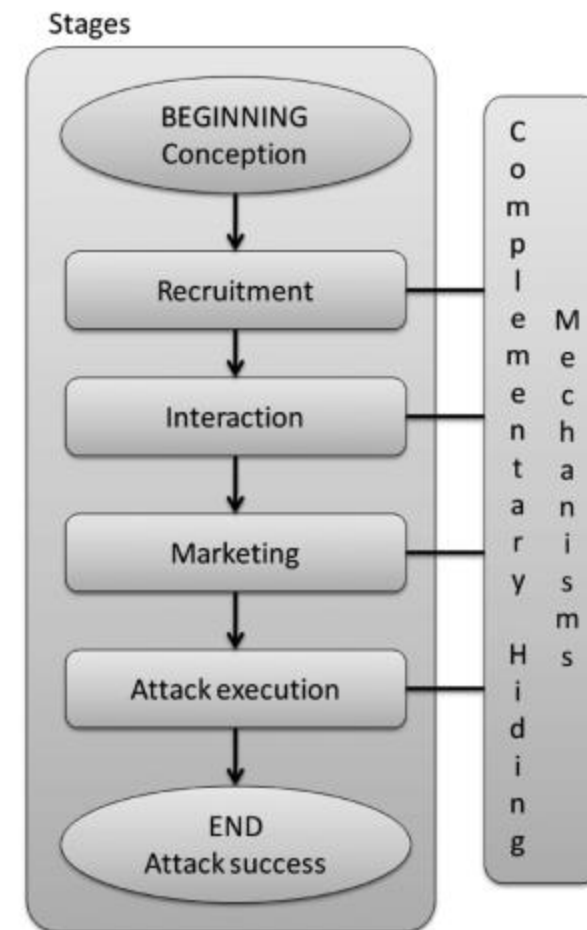 Stages
BEGINNING
Conception
Recruitment
Interaction
Marketing
Attack execution
END
Attack success
Complementary Hiding
Mechanisms